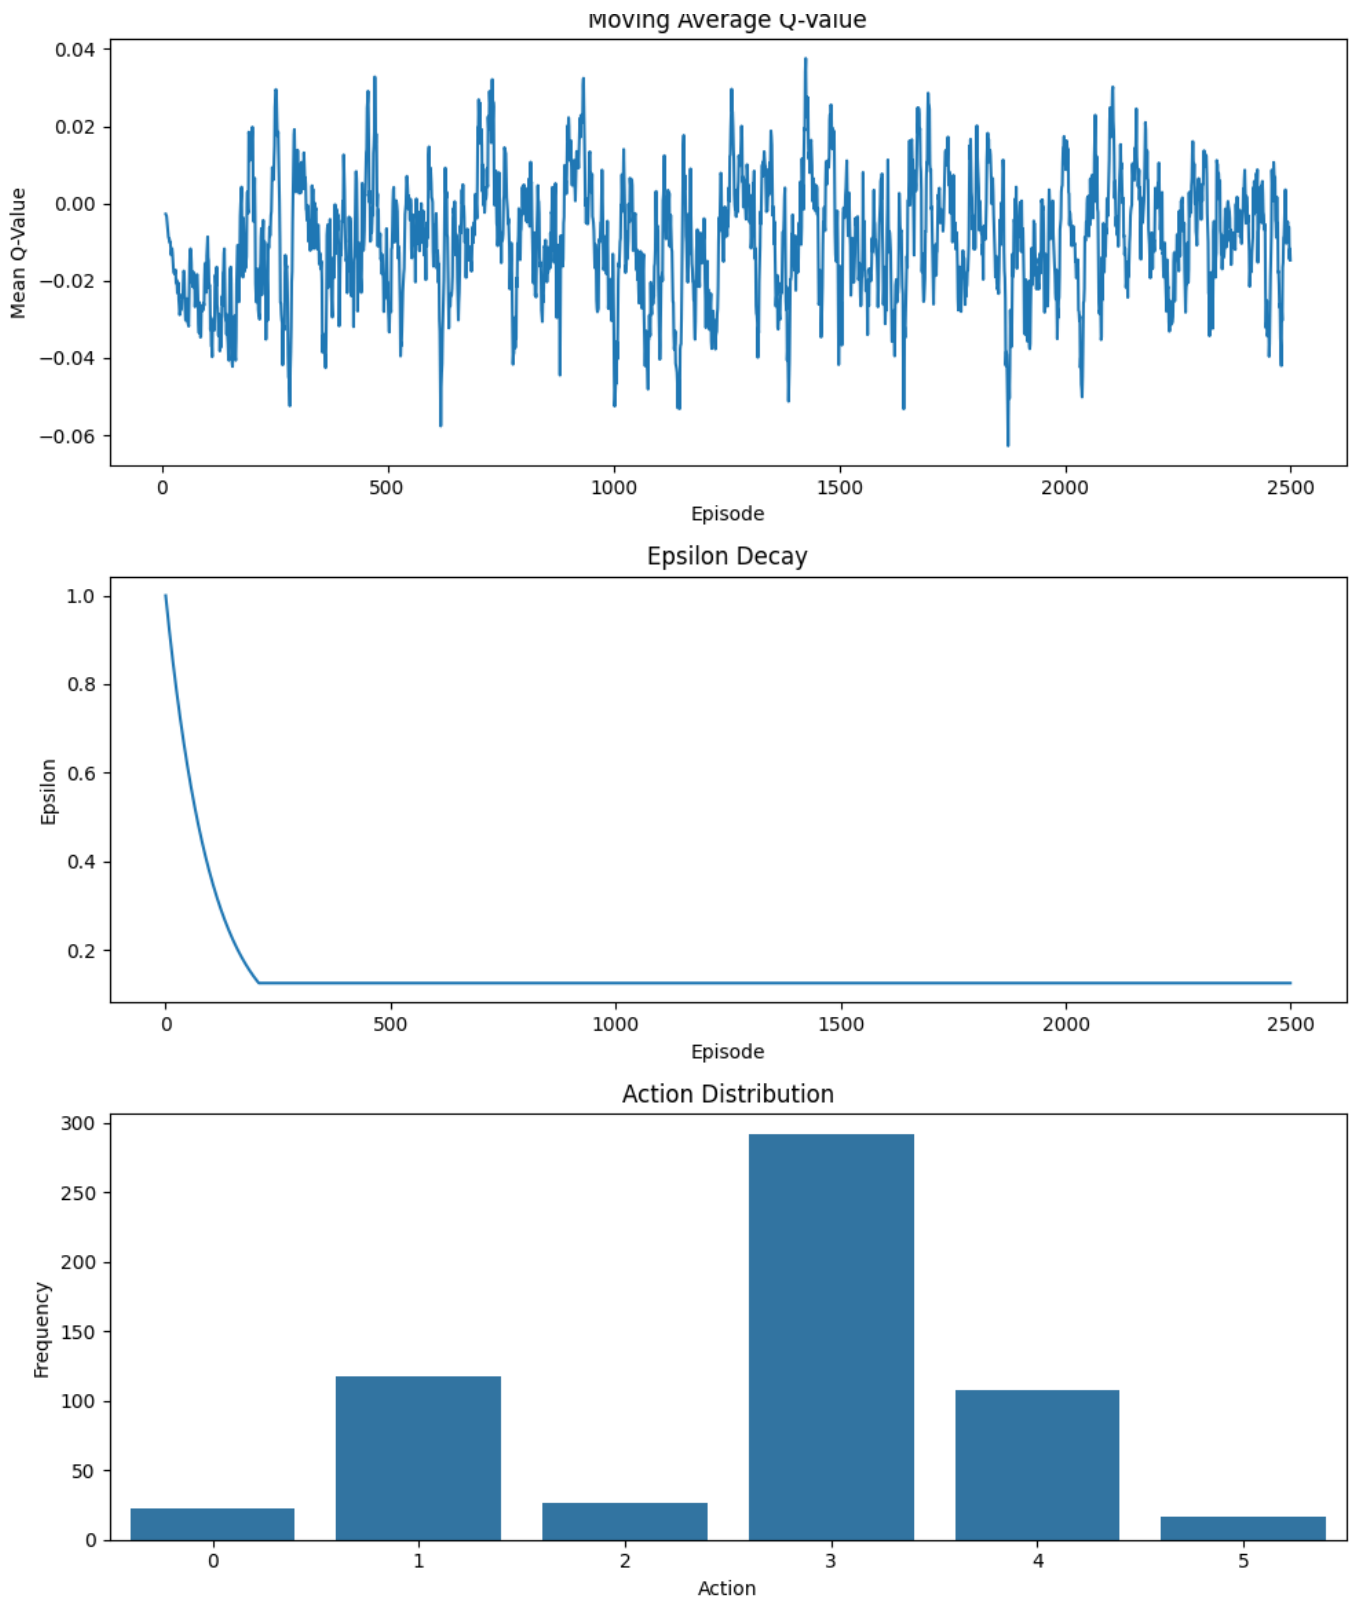 Moving Average Q-Value
0.04
0.02
0.00
−0.02
−0.04
−0.06
Mean Q-Value
0 500 1000 1500 2000 2500
Episode
Epsilon Decay
1.0
0.8
0.6
0.4
0.2
Epsilon
0 500 1000 1500 2000 2500
Episode
Action Distribution
300
250
200
150
100
50
0
Frequency
0 1 2 3 4 5
Action